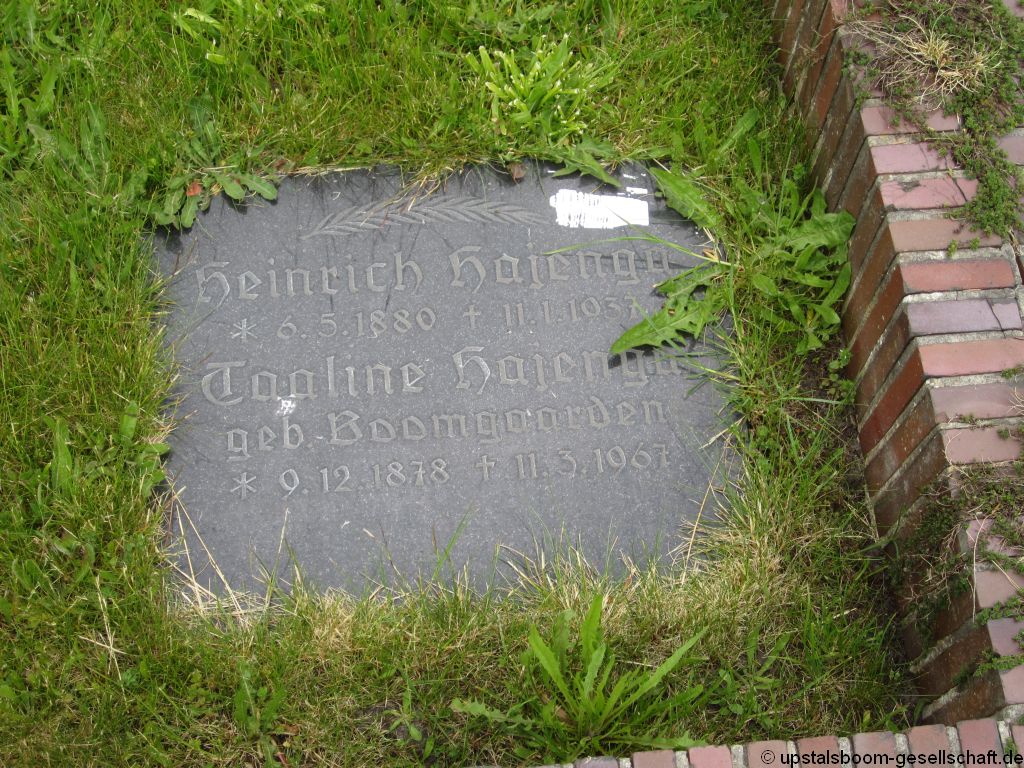 Heinrich Hajenga
* 6.5.1880 † 11.1.1937
Taaline Hajenga
geb. Boomgaarden
* 9.12.1878 † 11.3.1967
© upstalsboom-gesellschaft.de